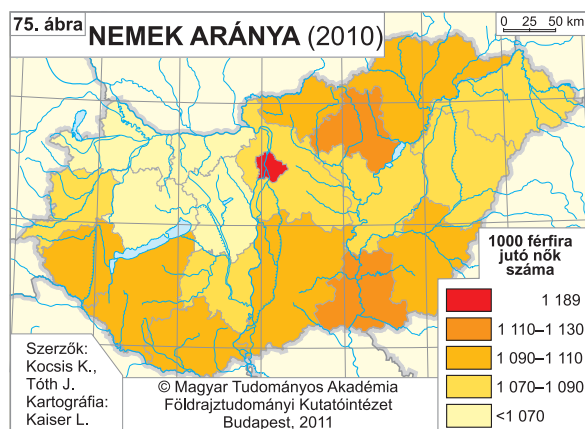 75. ábra
NEMEK ARÁNYA (2010)
0 25 50 km
1000 férfira
jutó nők
száma
1 189
1 110–1 130
1 090–1 110
1 070–1 090
<1 070
Szerzők:
Kocsis K.,
Tóth J.
Kartográfia:
Kaiser L.
© Magyar Tudományos Akadémia
Földrajztudományi Kutatóintézet
Budapest, 2011